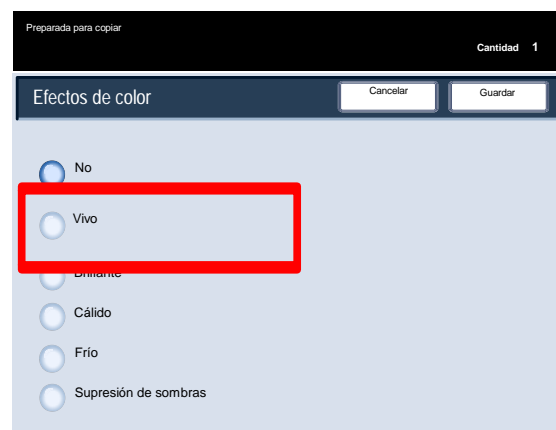 Preparada para copiar
Cantidad 1
Efectos de color
Cancelar
Guardar
No
Vivo
Brillante
Cálido
Frío
Supresión de sombras